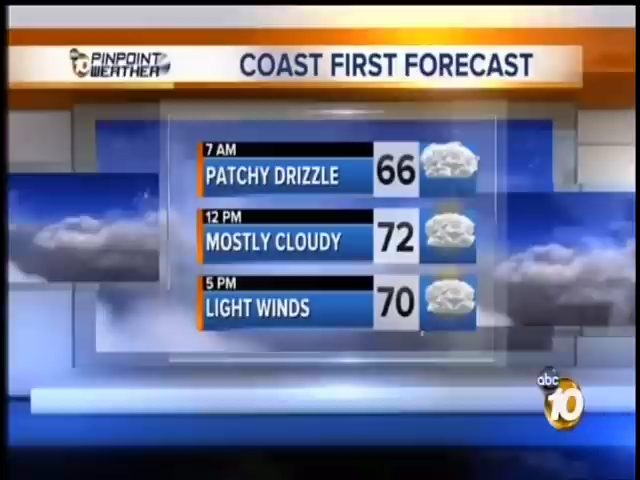 10 PINPOINT
WEATHER
COAST FIRST FORECAST
7 AM
PATCHY DRIZZLE 66
12 PM
MOSTLY CLOUDY 72
5 PM
LIGHT WINDS 70
abc
10